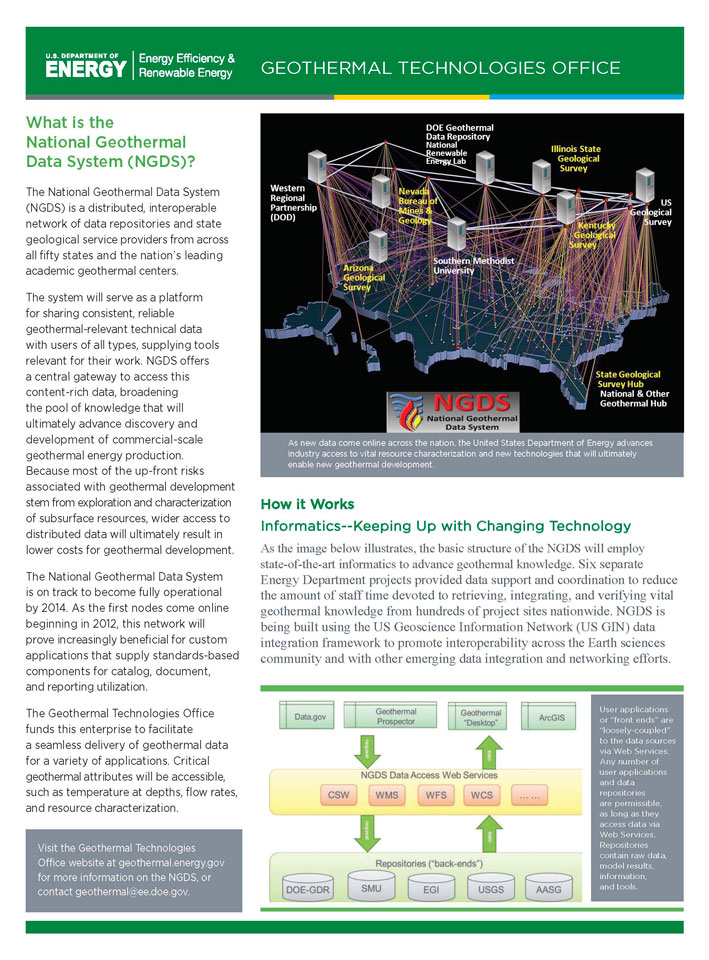 U.S. DEPARTMENT OF
ENERGY
Energy Efficiency &
Renewable Energy
GEOTHERMAL TECHNOLOGIES OFFICE
What is the
National Geothermal
Data System (NGDS)?
The National Geothermal Data System
(NGDS) is a distributed, interoperable
network of data repositories and state
geological service providers from across
all fifty states and the nation's leading
academic geothermal centers.
The system will serve as a platform
for sharing consistent, reliable
geothermal-relevant technical data
with users of all types, supplying tools
relevant for their work. NGDS offers
a central gateway to access this
content-rich data, broadening
the pool of knowledge that will
ultimately advance discovery and
development of commercial-scale
geothermal energy production.
Because most of the up-front risks
associated with geothermal development
stem from exploration and characterization
of subsurface resources, wider access to
distributed data will ultimately result in
lower costs for geothermal development.
The National Geothermal Data System
is on track to become fully operational
by 2014. As the first nodes come online
beginning in 2012, this network will
prove increasingly beneficial for custom
applications that supply standards-based
components for catalog, document,
and reporting utilization.
The Geothermal Technologies Office
funds this enterprise to facilitate
a seamless delivery of geothermal data
for a variety of applications. Critical
geothermal attributes will be accessible,
such as temperature at depths, flow rates,
and resource characterization.
Visit the Geothermal Technologies
Office website at geothermal.energy.gov
for more information on the NGDS, or
contact geothermal@ee.doe.gov.
DOE Geothermal
Data Repository
National
Renewable
Energy Lab
Illinois State
Geological
Survey
Western
Regional
Partnership
(DOD)
Nevada
Bureau of
Mines &
Geology
US
Geological
Survey
Kentucky
Geological
Survey
Arizona
Geological
Survey
Southern Methodist
University
State Geological
Survey Hub
National & Other
Geothermal Hub
NGDS
National Geothermal
Data System
As new data come online across the nation, the United States Department of Energy advances
industry access to vital resource characterization and new technologies that will ultimately
enable new geothermal development.
How it Works
Informatics--Keeping Up with Changing Technology
As the image below illustrates, the basic structure of the NGDS will employ
state-of-the-art informatics to advance geothermal knowledge. Six separate
Energy Department projects provided data support and coordination to reduce
the amount of staff time devoted to retrieving, integrating, and verifying vital
geothermal knowledge from hundreds of project sites nationwide. NGDS is
being built using the US Geoscience Information Network (US GIN) data
integration framework to promote interoperability across the Earth sciences
community and with other emerging data integration and networking efforts.
Data.gov
Geothermal
Prospector
Geothermal
"Desktop"
ArcGIS
request
reply
NGDS Data Access Web Services
CSW
WMS
WFS
WCS
... ...
request
reply
Repositories ("back-ends")
DOE-GDR
SMU
EGI
USGS
AASG
User applications
or "front ends" are
"loosely-coupled"
to the data sources
via Web Services.
Any number of
user applications
and data
repositories
are permissible,
as long as they
access data via
Web Services.
Repositories
contain raw data,
model results,
information,
and tools.